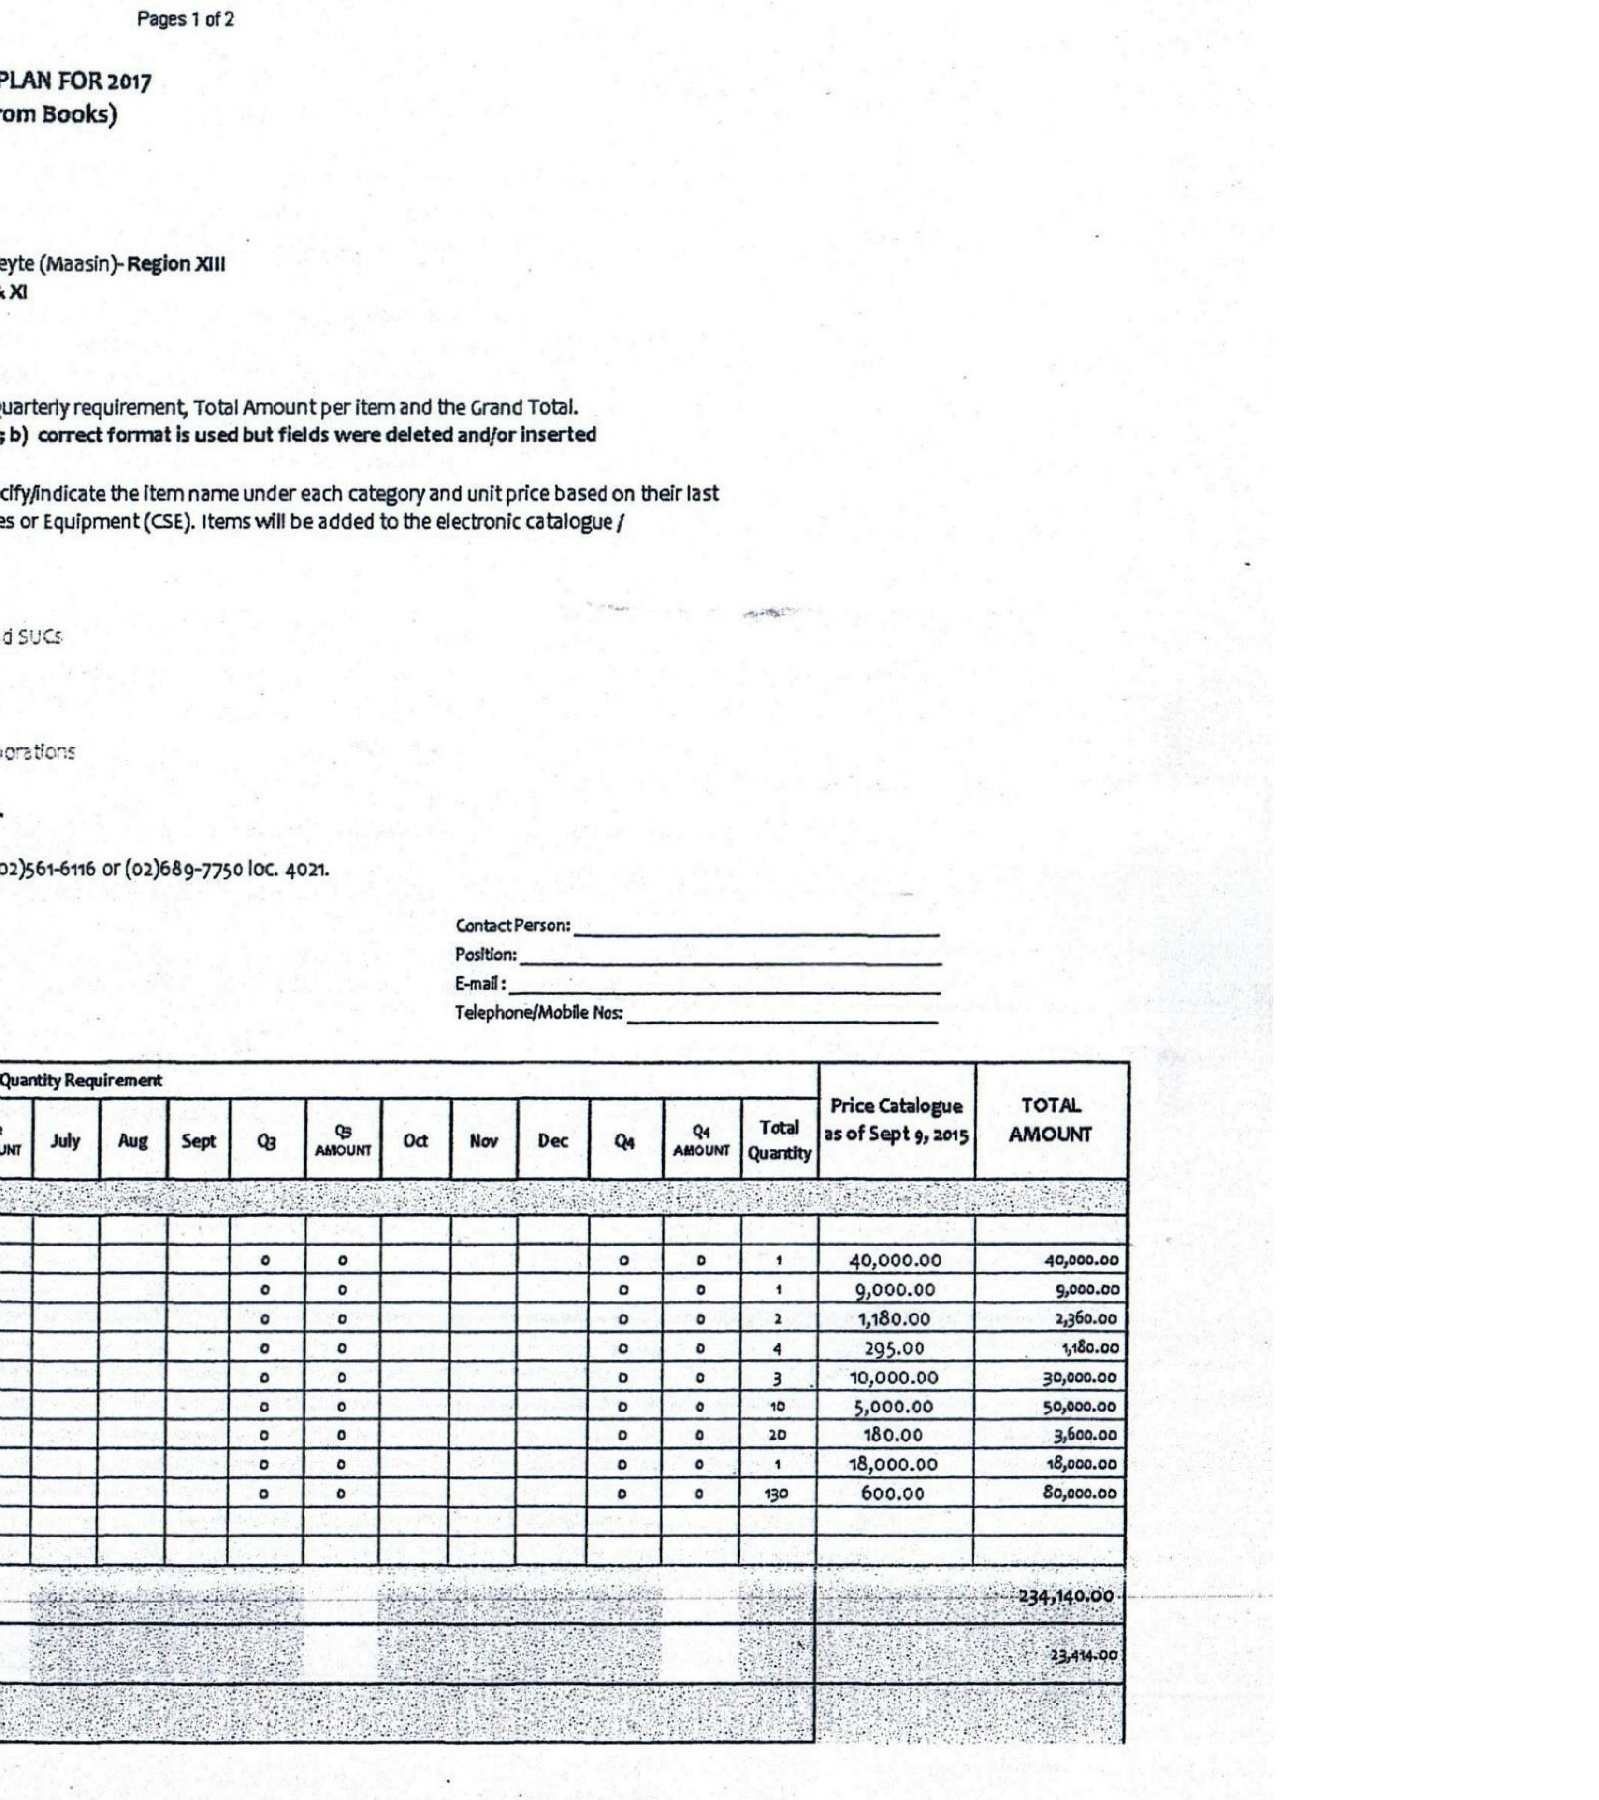 Pages 1 of 2
PLAN FOR 2017
rom Books)
eyte (Maasin)- Region XIII
& XI
quarterly requirement, Total Amount per item and the Grand Total.
; b) correct format is used but fields were deleted and/or inserted
cify/indicate the item name under each category and unit price based on their last
es or Equipment (CSE). Items will be added to the electronic catalogue /
d SUCs
orations
02)561-6116 or (02)689-7750 loc. 4021.
Contact Person:
Position:
E-mail :
Telephone/Mobile Nos:
Quantity Requirement
UNT July Aug Sept Q3 Q3 AMOUNT Oct Nov Dec Q4 Q4 AMOUNT Total Quantity Price Catalogue as of Sept 9, 2015 TOTAL AMOUNT
0 0 0 0 1 40,000.00 40,000.00
0 0 0 0 1 9,000.00 9,000.00
0 0 0 0 2 1,180.00 2,360.00
0 0 0 0 4 295.00 1,180.00
0 0 0 0 3 10,000.00 30,000.00
0 0 0 0 10 5,000.00 50,000.00
0 0 0 0 20 180.00 3,600.00
0 0 0 0 1 18,000.00 18,000.00
0 0 0 0 130 600.00 80,000.00
234,140.00
23,414.00